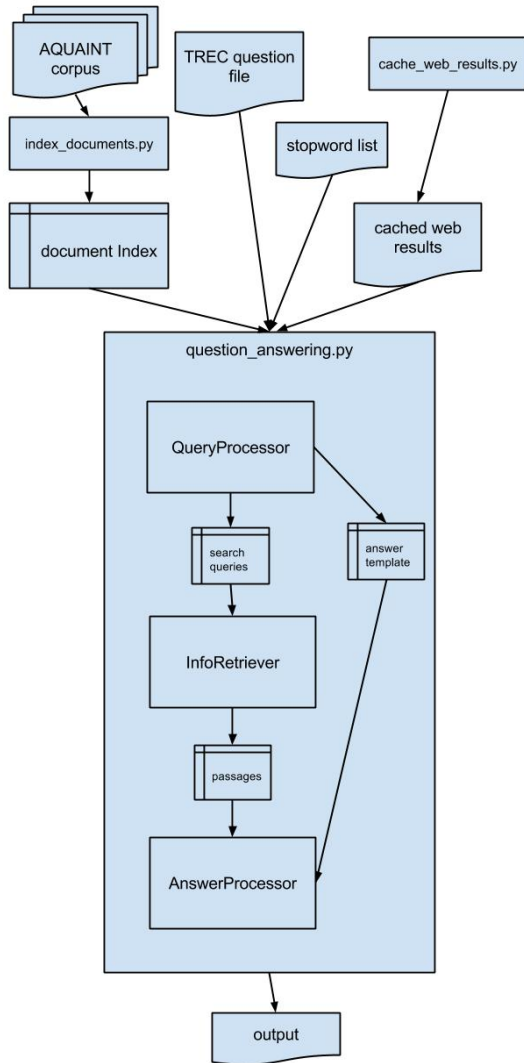 AQUAINT
corpus
TREC question
file
cache_web_results.py
index_documents.py
stopword list
document Index
cached web
results
question_answering.py
QueryProcessor
search
queries
answer
template
InfoRetriever
passages
AnswerProcessor
output